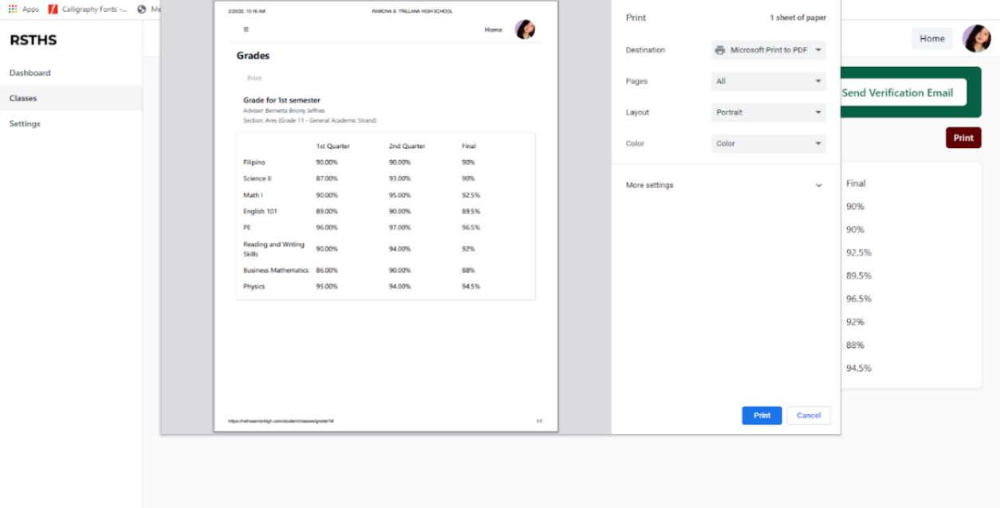 Apps Calligraphy Fonts -... Me
RSTHS
Dashboard
Classes
Settings
2/20/22, 10:16 AM RAMONA S. TRILLANA HIGH SCHOOL
Home
Grades
Print
Grade for 1st semester
Adviser: Bernetta Briony Jeffries
Section: Ares (Grade 11 - General Academic Strand)
1st Quarter 2nd Quarter Final
Filipino 90.00% 90.00% 90%
Science II 87.00% 93.00% 90%
Math I 90.00% 95.00% 92.5%
English 101 89.00% 90.00% 89.5%
PE 96.00% 97.00% 96.5%
Reading and Writing
Skills 90.00% 94.00% 92%
Business Mathematics 86.00% 90.00% 88%
Physics 95.00% 94.00% 94.5%
https://rsthsseniorhigh.com/student/classes/grade/1# 1/1
Print 1 sheet of paper
Destination Microsoft Print to PDF
Pages All
Layout Portrait
Color Color
More settings
Print Cancel
Home
Send Verification Email
Print
Final
90%
90%
92.5%
89.5%
96.5%
92%
88%
94.5%